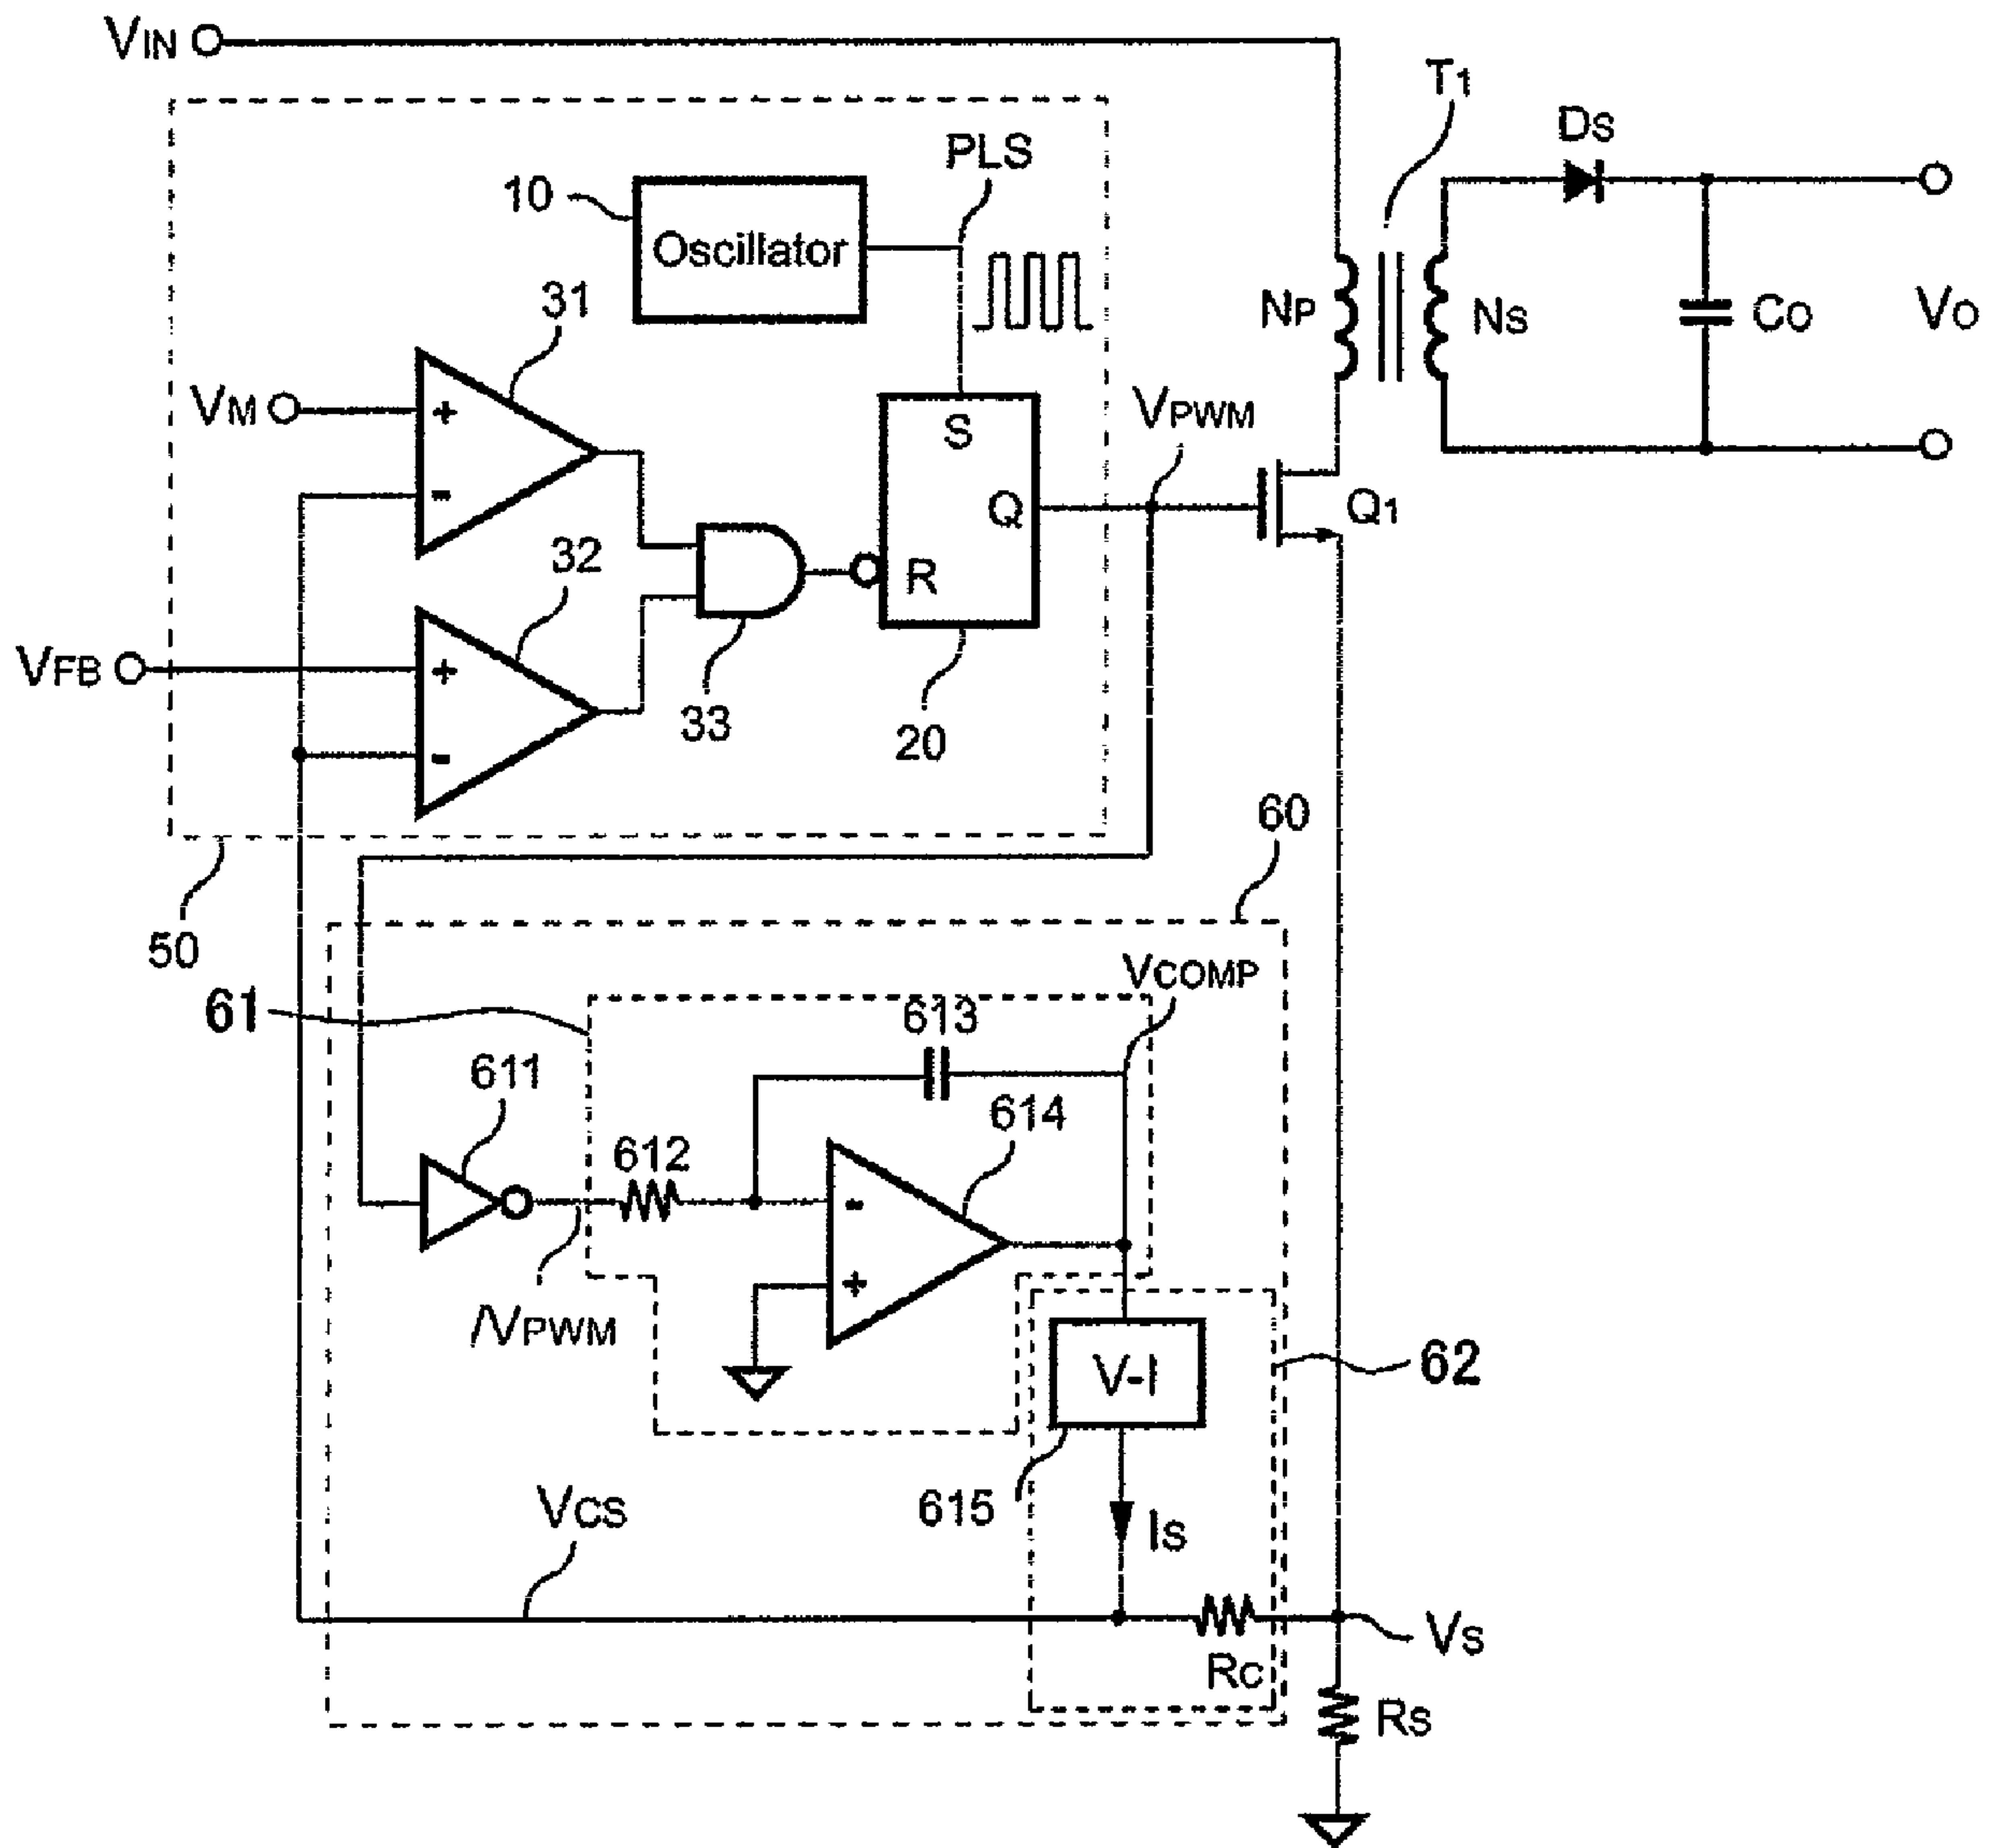 VIN
T1
DS
PLS
10
Oscillator
31
NP
NS
CO
VO
VM
+
-
S
Q
R
VPWM
Q1
32
33
20
VFB
+
-
60
50
VCOMP
61
613
611
614
612
-
+
/VPWM
V-I
62
615
IS
VCS
RC
VS
RS